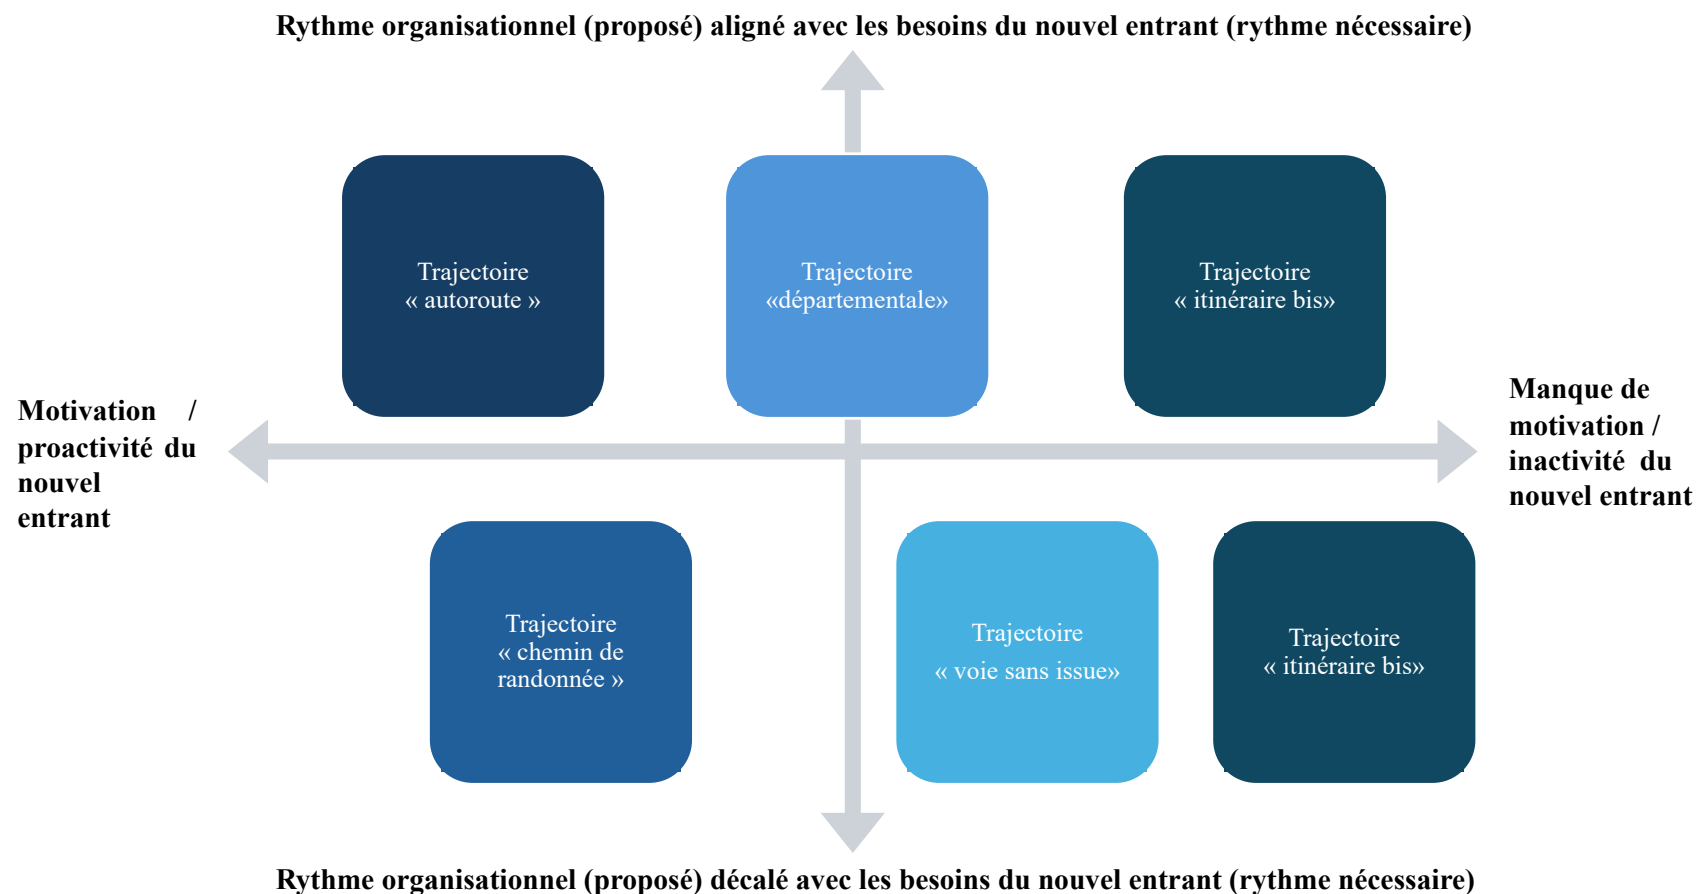 Rythme organisationnel (proposé) aligné avec les besoins du nouvel entrant (rythme nécessaire)
Trajectoire
« autoroute »
Trajectoire
«départementale»
Trajectoire
« itinéraire bis»
Motivation /
proactivité du
nouvel
entrant
Manque de
motivation /
inactivité du
nouvel entrant
Trajectoire
« chemin de
randonnée »
Trajectoire
« voie sans issue»
Trajectoire
« itinéraire bis»
Rythme organisationnel (proposé) décalé avec les besoins du nouvel entrant (rythme nécessaire)